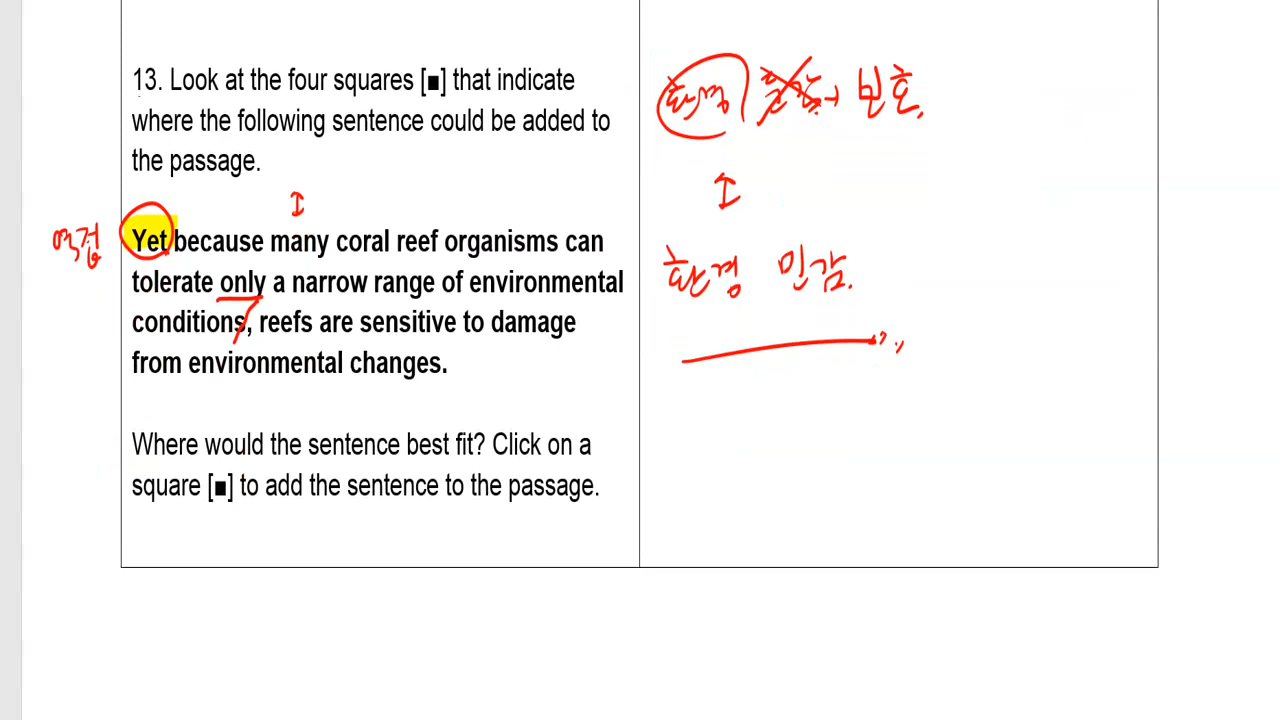 13. Look at the four squares [■] that indicate
where the following sentence could be added to
the passage.
Yet because many coral reef organisms can
tolerate only a narrow range of environmental
conditions, reefs are sensitive to damage
from environmental changes.
Where would the sentence best fit? Click on a
square [■] to add the sentence to the passage.
역접
환경 보호.
환경 민감.